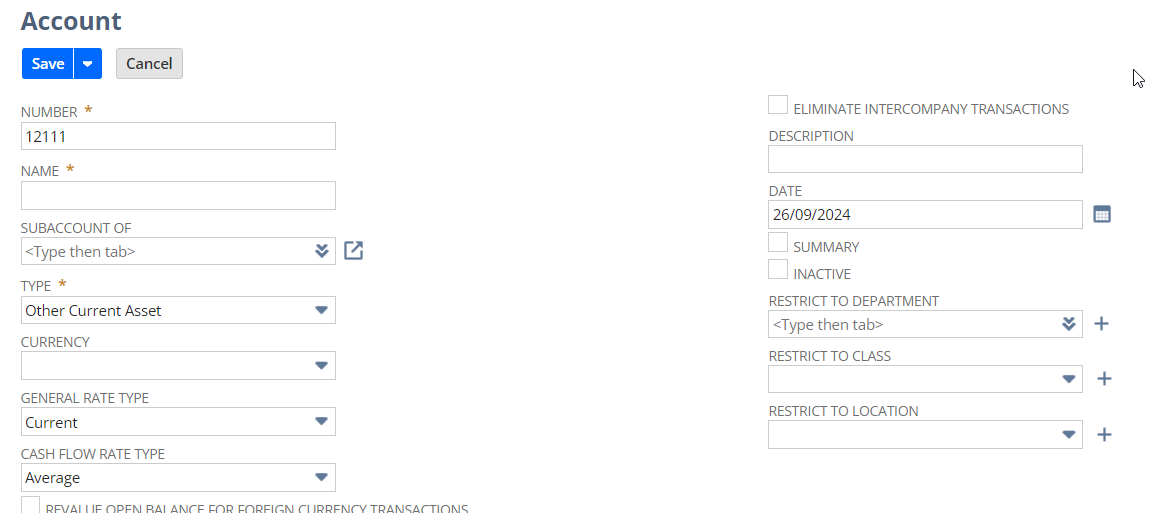 Account
Save
Cancel
NUMBER *
12111
NAME *
SUBACCOUNT OF
<Type then tab>
TYPE *
Other Current Asset
CURRENCY
GENERAL RATE TYPE
Current
CASH FLOW RATE TYPE
Average
REVALUE OPEN BALANCE FOR FOREIGN CURRENCY TRANSACTIONS
ELIMINATE INTERCOMPANY TRANSACTIONS
DESCRIPTION
DATE
26/09/2024
SUMMARY
INACTIVE
RESTRICT TO DEPARTMENT
<Type then tab>
RESTRICT TO CLASS
RESTRICT TO LOCATION